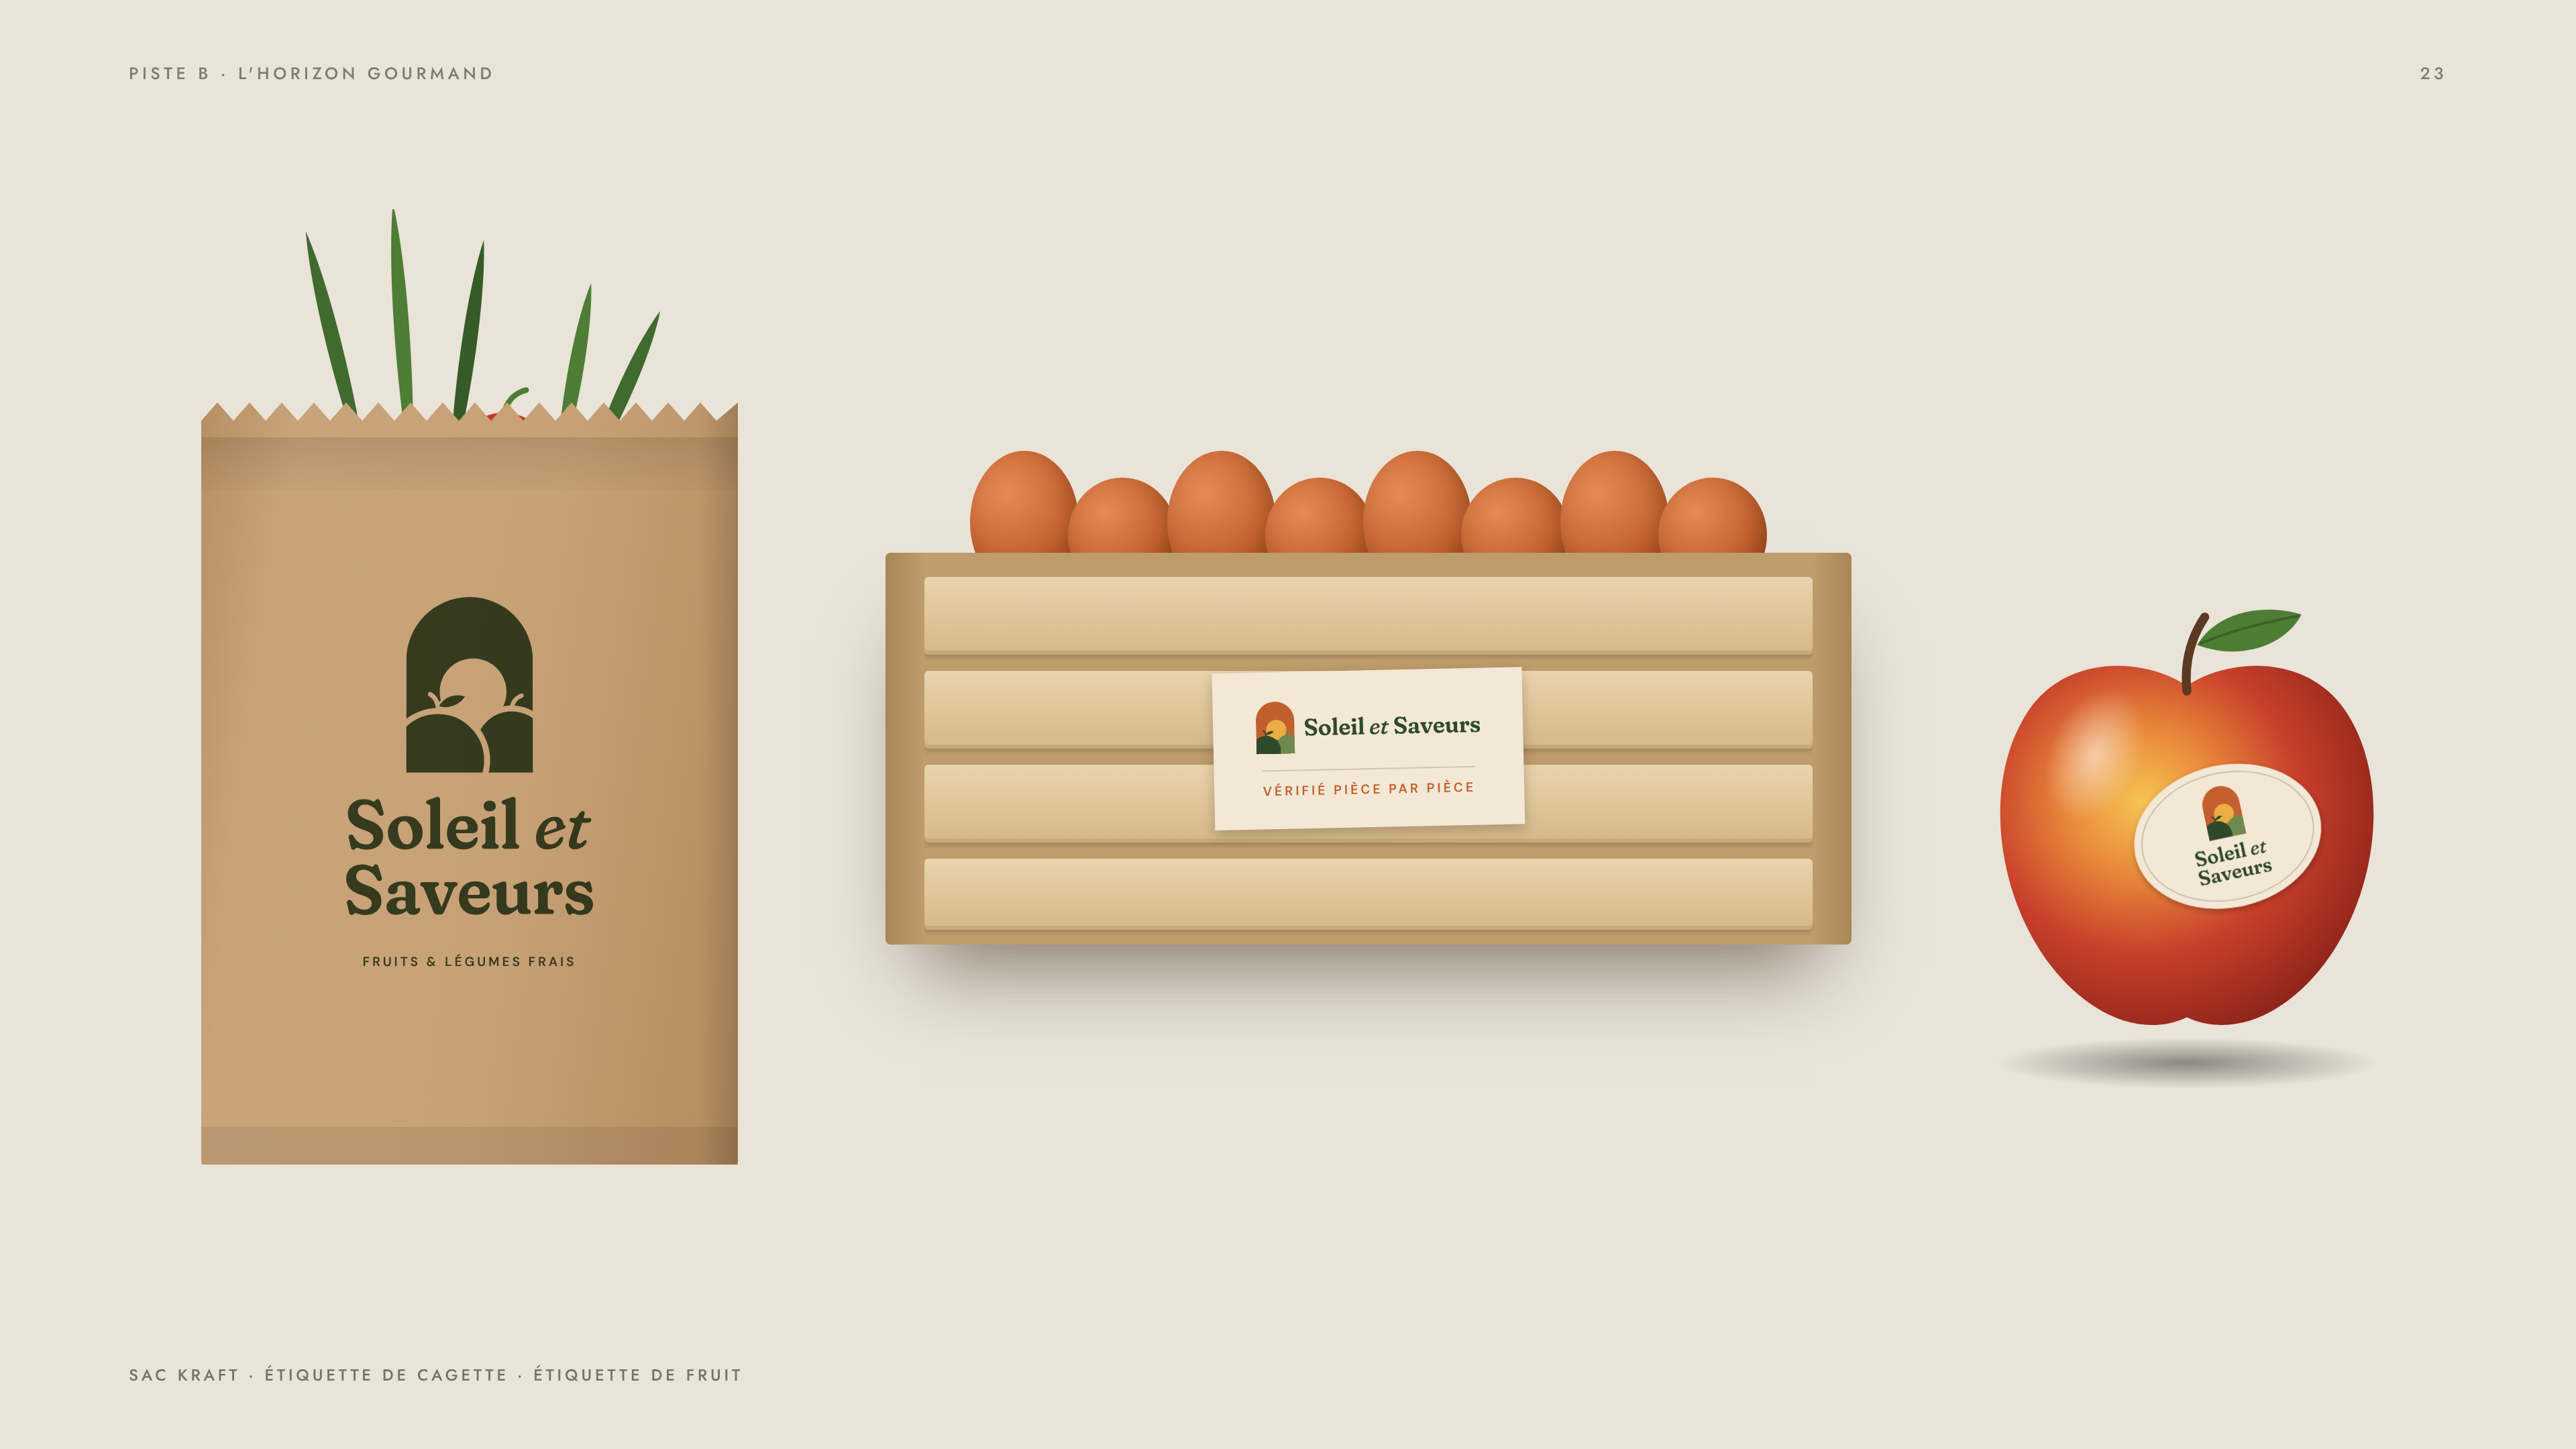 PISTE B · L'HORIZON GOURMAND
23
Soleil et
Saveurs
FRUITS & LÉGUMES FRAIS
Soleil et Saveurs
VÉRIFIÉ PIÈCE PAR PIÈCE
Soleil et
Saveurs
SAC KRAFT · ÉTIQUETTE DE CAGETTE · ÉTIQUETTE DE FRUIT